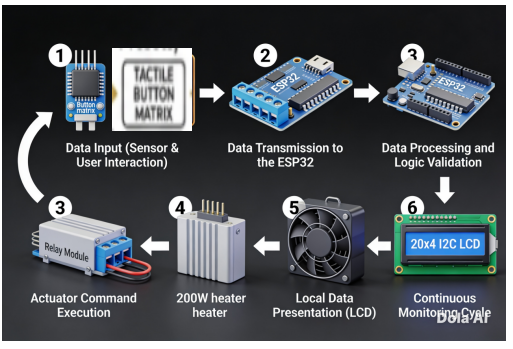 1
Button
matrix
TACTILE
BUTTON
MATRIX
Data Input (Sensor &
User Interaction)
2
ESP32
Data Transmission to
the ESP32
3
ESP32
Data Processing and
Logic Validation
3
Relay Module
Actuator Command
Execution
4
200W heater
heater
5
Local Data
Presentation (LCD)
6
20x4 I2C LCD
Continuous
Monitoring Cycle
Dola AI